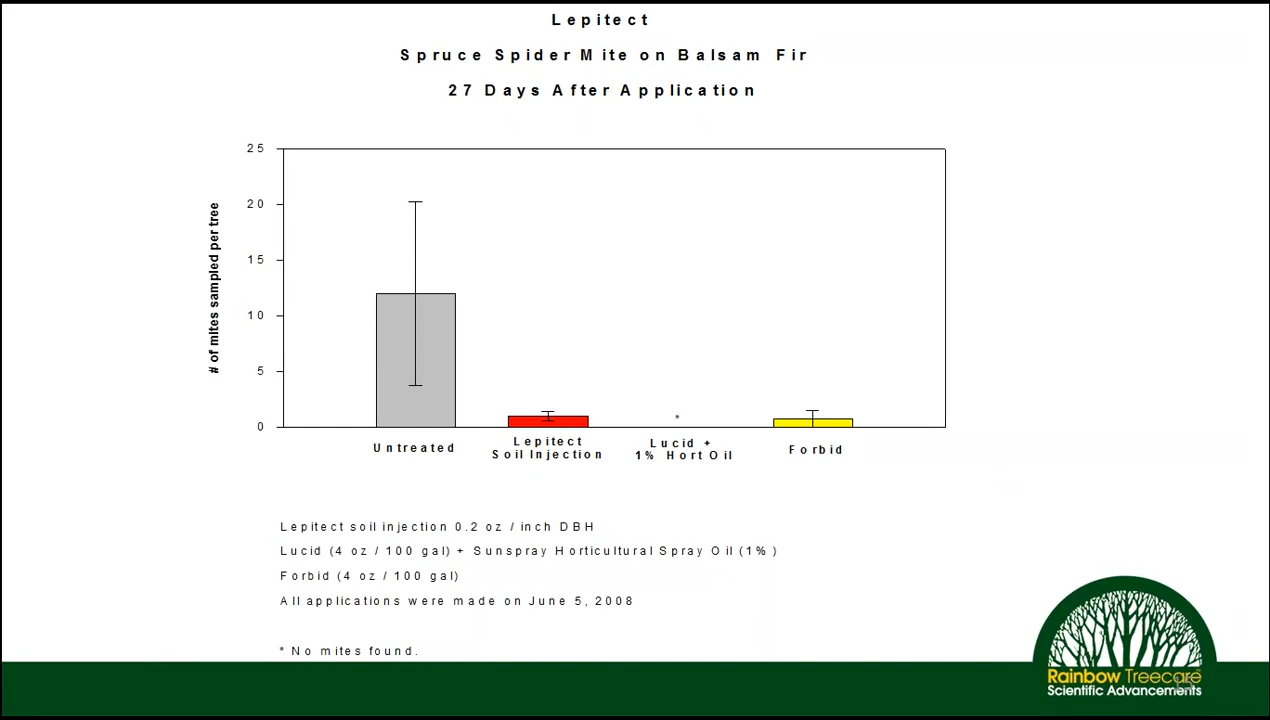 Lepitect
Spruce Spider Mite on Balsam Fir
27 Days After Application
25
20
15
10
5
0
# of mites sampled per tree
*
Untreated
Lepitect
Soil Injection
Lucid +
1% Hort Oil
Forbid
Lepitect soil injection 0.2 oz / inch DBH
Lucid (4 oz / 100 gal) + Sunspray Horticultural Spray Oil (1%)
Forbid (4 oz / 100 gal)
All applications were made on June 5, 2008
* No mites found.
Rainbow Treecare
Scientific Advancements